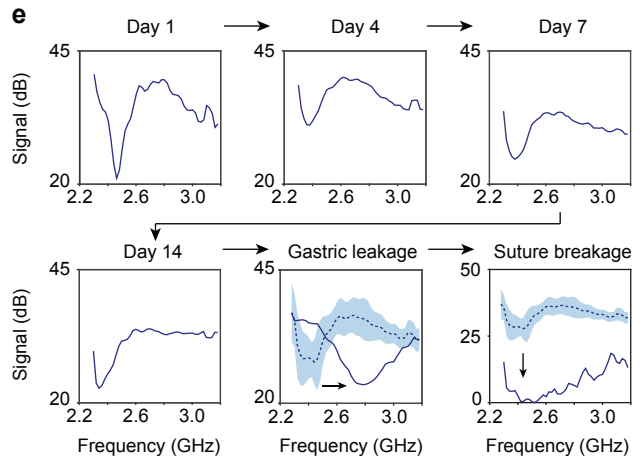 e
Day 1
Day 4
Day 7
Signal (dB)
45
20
2.2
2.6
3.0
45
20
2.2
2.6
3.0
45
20
2.2
2.6
3.0
Day 14
Gastric leakage
Suture breakage
Signal (dB)
45
20
2.2
2.6
3.0
45
20
2.2
2.6
3.0
50
25
0
2.2
2.6
3.0
Frequency (GHz)
Frequency (GHz)
Frequency (GHz)